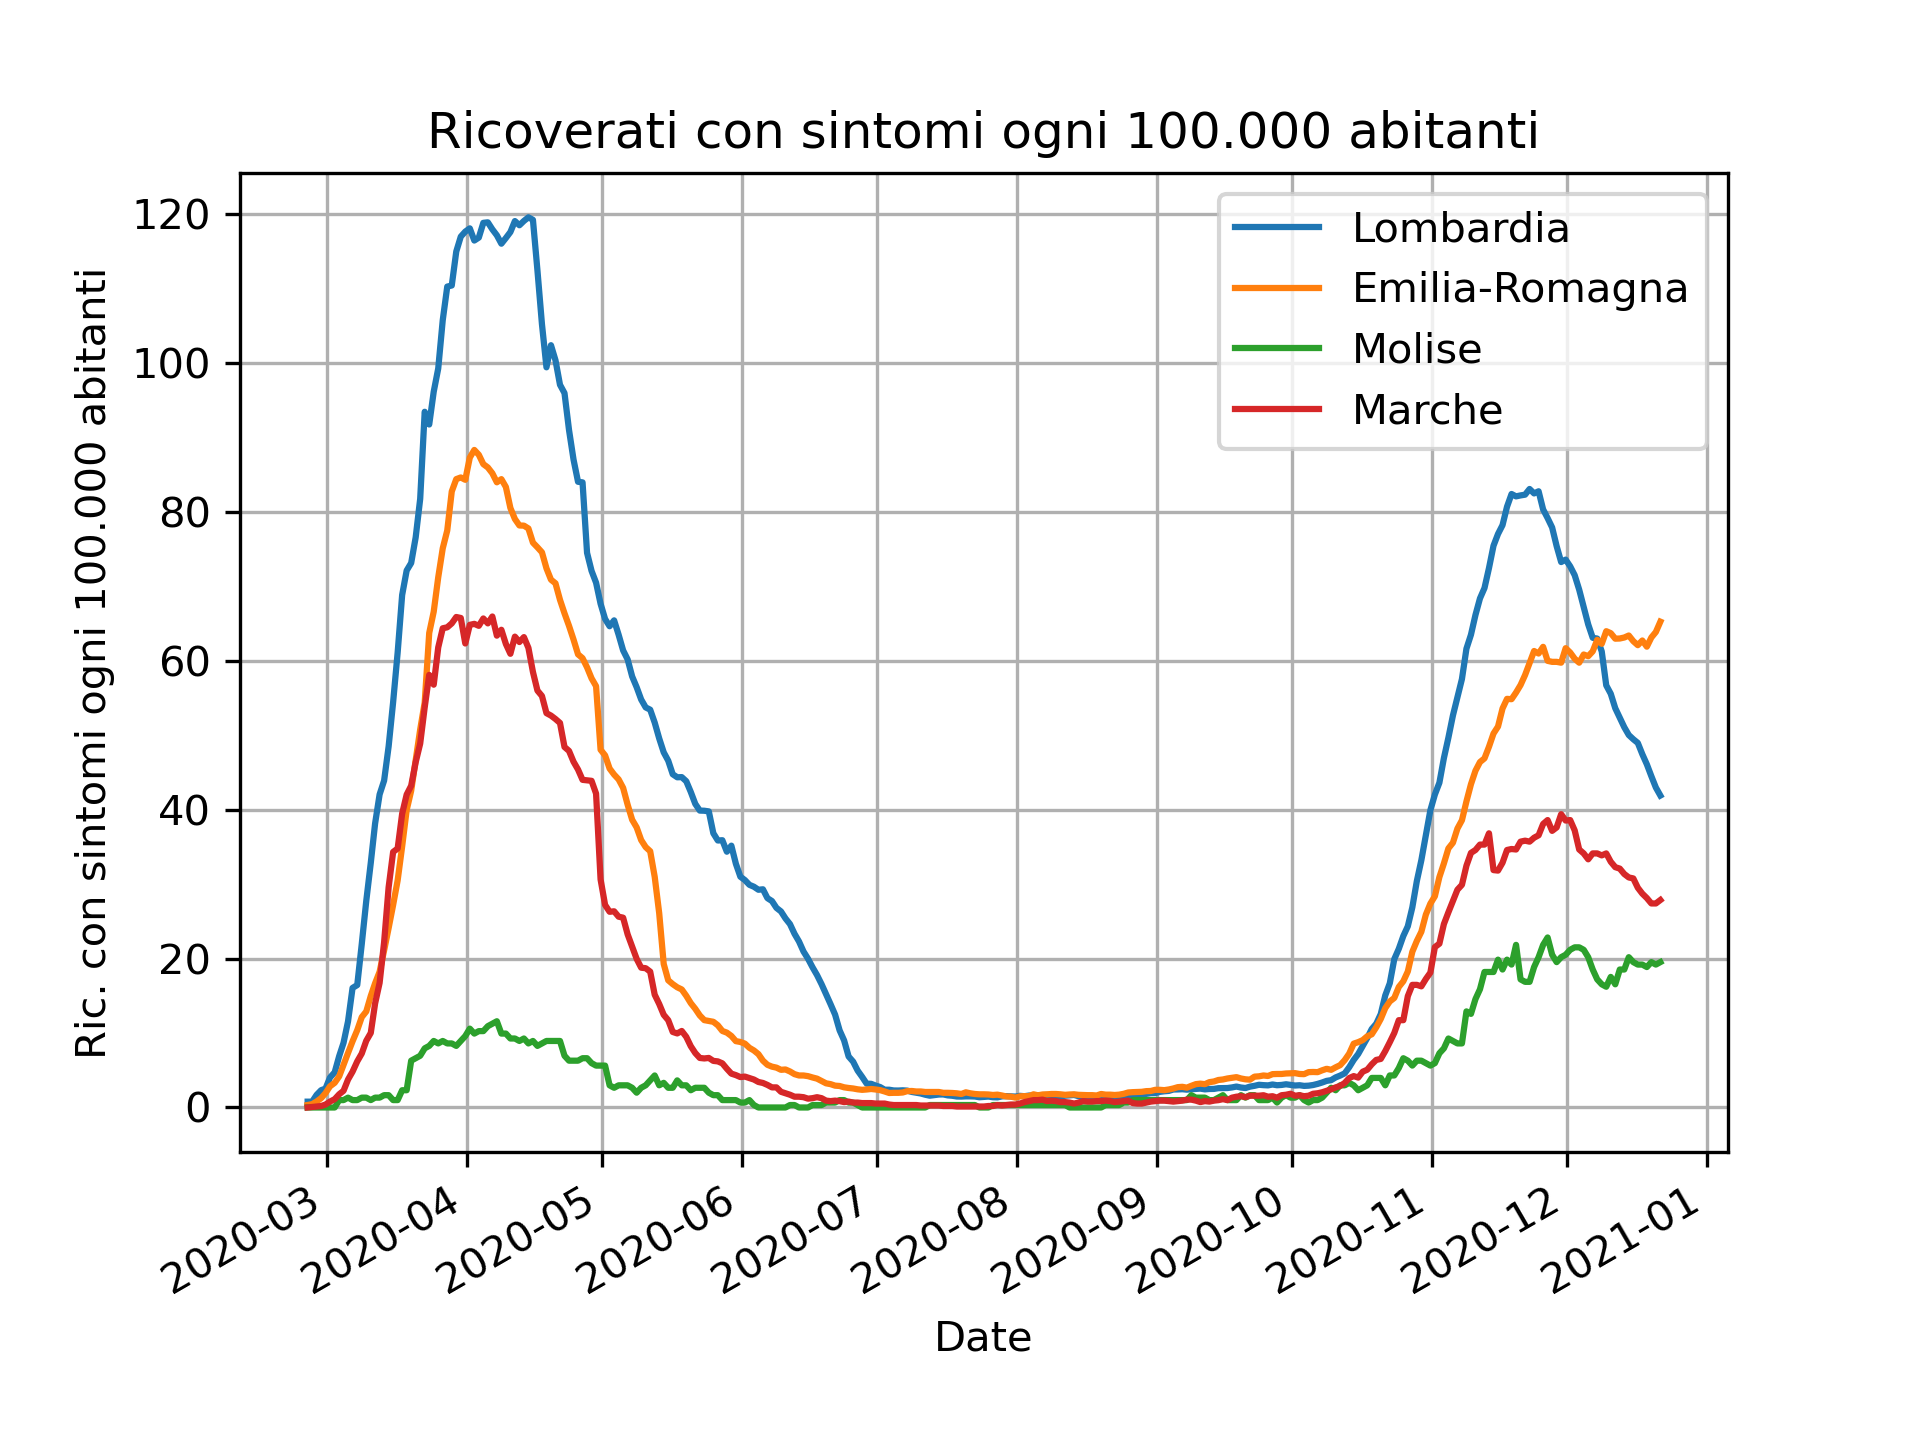 Ricoverati con sintomi ogni 100.000 abitanti
Ric. con sintomi ogni 100.000 abitanti
120
100
80
60
40
20
0
Lombardia
Emilia-Romagna
Molise
Marche
2020-03
2020-04
2020-05
2020-06
2020-07
2020-08
2020-09
2020-10
2020-11
2020-12
2021-01
Date